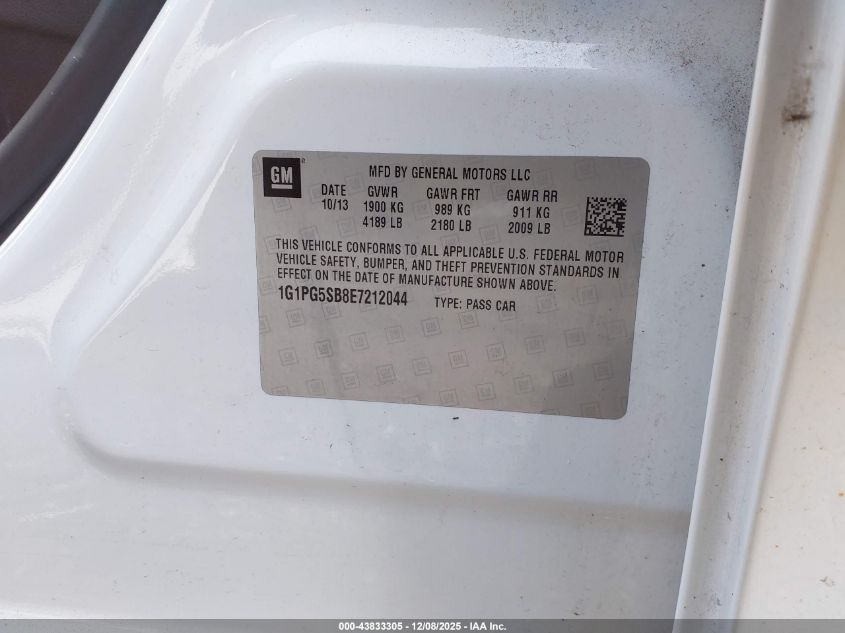 GM
MFD BY GENERAL MOTORS LLC
DATE GVWR GAWR FRT GAWR RR
10/13 1900 KG 989 KG 911 KG
4189 LB 2180 LB 2009 LB
THIS VEHICLE CONFORMS TO ALL APPLICABLE U.S. FEDERAL MOTOR
VEHICLE SAFETY, BUMPER, AND THEFT PREVENTION STANDARDS IN
EFFECT ON THE DATE OF MANUFACTURE SHOWN ABOVE.
1G1PG5SB8E7212044 TYPE: PASS CAR
000-43833305 | 12/08/2025 - IAA Inc.